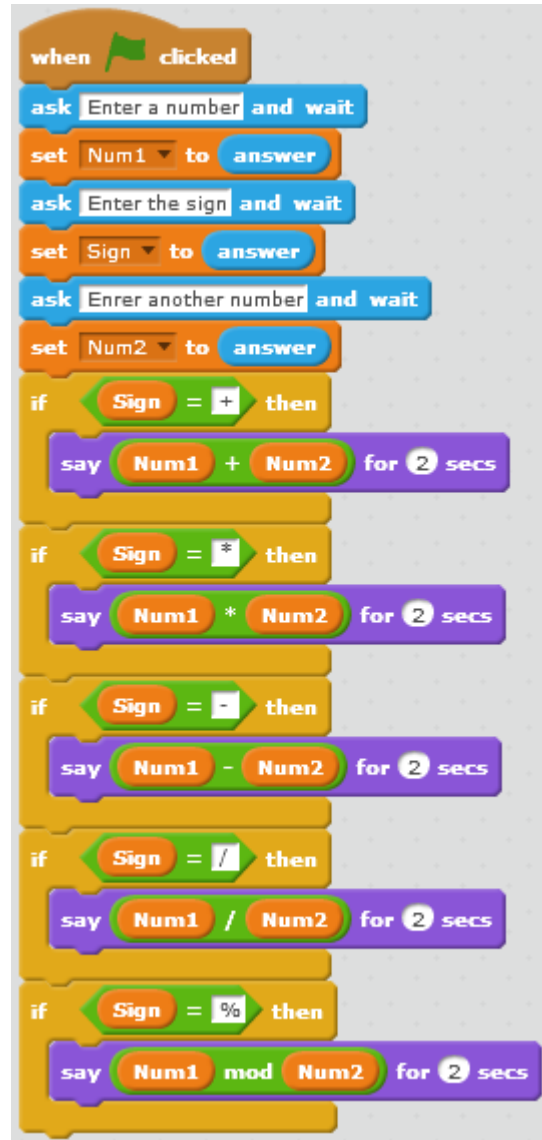 when clicked
ask Enter a number and wait
set Num1 to answer
ask Enter the sign and wait
set Sign to answer
ask Enrer another number and wait
set Num2 to answer
if Sign = + then
say Num1 + Num2 for 2 secs
if Sign = * then
say Num1 * Num2 for 2 secs
if Sign = - then
say Num1 - Num2 for 2 secs
if Sign = / then
say Num1 / Num2 for 2 secs
if Sign = % then
say Num1 mod Num2 for 2 secs